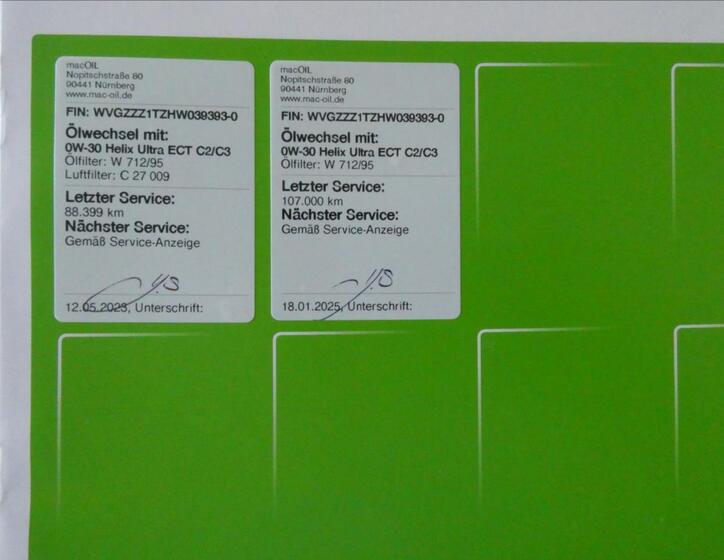 macOIL
Nopitschstraße 80
90441 Nürnberg
www.mac-oil.de
FIN: WVGZZZ1TZHW039393-0
Ölwechsel mit:
0W-30 Helix Ultra ECT C2/C3
Ölfilter: W 712/95
Luftfilter: C 27 009
Letzter Service:
88.399 km
Nächster Service:
Gemäß Service-Anzeige
12.05.2023, Unterschrift:
macOIL
Nopitschstraße 80
90441 Nürnberg
www.mac-oil.de
FIN: WVGZZZ1TZHW039393-0
Ölwechsel mit:
0W-30 Helix Ultra ECT C2/C3
Ölfilter: W 712/95
Letzter Service:
107.000 km
Nächster Service:
Gemäß Service-Anzeige
18.01.2025, Unterschrift: